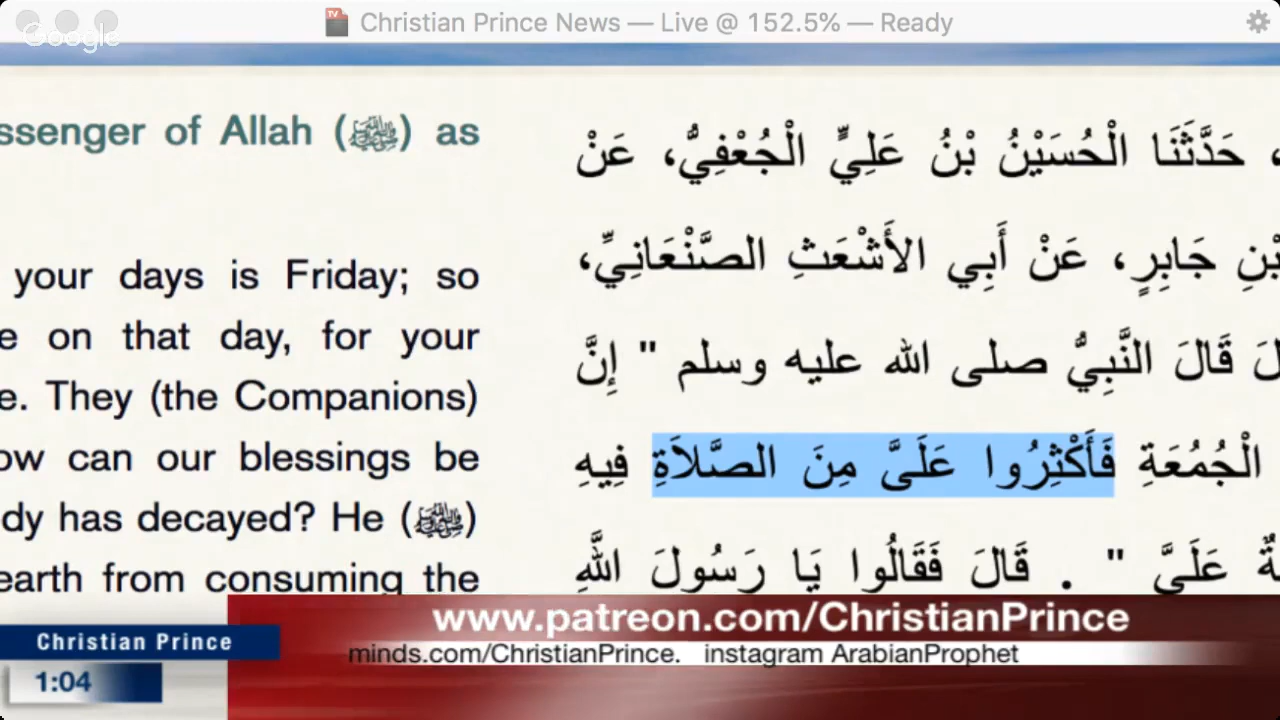 Christian Prince News — Live @ 152.5% — Ready
Google
ssenger of Allah (ﷺ) as
your days is Friday; so
e on that day, for your
e. They (the Companions)
ow can our blessings be
dy has decayed? He (ﷺ)
earth from consuming the
، حَدَّثَنَا الْحُسَيْنُ بْنُ عَلِيٍّ الْجُعْفِيُّ، عَنْ
بْنِ جَابِرٍ، عَنْ أَبِي الأَشْعَثِ الصَّنْعَانِيِّ،
لَ قَالَ النَّبِيُّ صلى الله عليه وسلم " إِنَّ
الْجُمُعَةِ فَأَكْثِرُوا عَلَىَّ مِنَ الصَّلاَةِ فِيهِ
ةٌ عَلَىَّ " . قَالَ فَقَالُوا يَا رَسُولَ اللَّهِ
www.patreon.com/ChristianPrince
Christian Prince
minds.com/ChristianPrince. instagram ArabianProphet
1:04